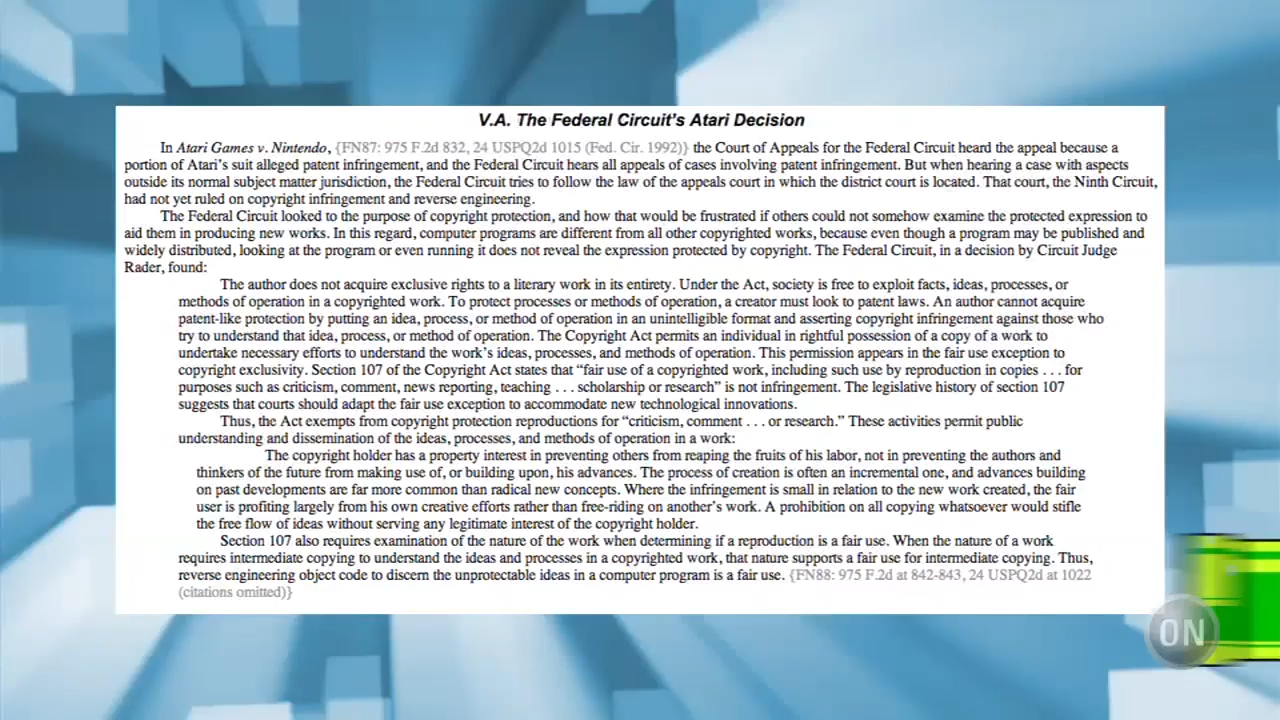 V.A. The Federal Circuit's Atari Decision
In Atari Games v. Nintendo, {FN87: 975 F.2d 832, 24 USPQ2d 1015 (Fed. Cir. 1992)} the Court of Appeals for the Federal Circuit heard the appeal because a
portion of Atari's suit alleged patent infringement, and the Federal Circuit hears all appeals of cases involving patent infringement. But when hearing a case with aspects
outside its normal subject matter jurisdiction, the Federal Circuit tries to follow the law of the appeals court in which the district court is located. That court, the Ninth Circuit,
had not yet ruled on copyright infringement and reverse engineering.
The Federal Circuit looked to the purpose of copyright protection, and how that would be frustrated if others could not somehow examine the protected expression to
aid them in producing new works. In this regard, computer programs are different from all other copyrighted works, because even though a program may be published and
widely distributed, looking at the program or even running it does not reveal the expression protected by copyright. The Federal Circuit, in a decision by Circuit Judge
Rader, found:
The author does not acquire exclusive rights to a literary work in its entirety. Under the Act, society is free to exploit facts, ideas, processes, or
methods of operation in a copyrighted work. To protect processes or methods of operation, a creator must look to patent laws. An author cannot acquire
patent-like protection by putting an idea, process, or method of operation in an unintelligible format and asserting copyright infringement against those who
try to understand that idea, process, or method of operation. The Copyright Act permits an individual in rightful possession of a copy of a work to
undertake necessary efforts to understand the work's ideas, processes, and methods of operation. This permission appears in the fair use exception to
copyright exclusivity. Section 107 of the Copyright Act states that "fair use of a copyrighted work, including such use by reproduction in copies . . . for
purposes such as criticism, comment, news reporting, teaching . . . scholarship or research" is not infringement. The legislative history of section 107
suggests that courts should adapt the fair use exception to accommodate new technological innovations.
Thus, the Act exempts from copyright protection reproductions for "criticism, comment . . . or research." These activities permit public
understanding and dissemination of the ideas, processes, and methods of operation in a work:
The copyright holder has a property interest in preventing others from reaping the fruits of his labor, not in preventing the authors and
thinkers of the future from making use of, or building upon, his advances. The process of creation is often an incremental one, and advances building
on past developments are far more common than radical new concepts. Where the infringement is small in relation to the new work created, the fair
user is profiting largely from his own creative efforts rather than free-riding on another's work. A prohibition on all copying whatsoever would stifle
the free flow of ideas without serving any legitimate interest of the copyright holder.
Section 107 also requires examination of the nature of the work when determining if a reproduction is a fair use. When the nature of a work
requires intermediate copying to understand the ideas and processes in a copyrighted work, that nature supports a fair use for intermediate copying. Thus,
reverse engineering object code to discern the unprotectable ideas in a computer program is a fair use. {FN88: 975 F.2d at 842-843, 24 USPQ2d at 1022
(citations omitted)}
ON